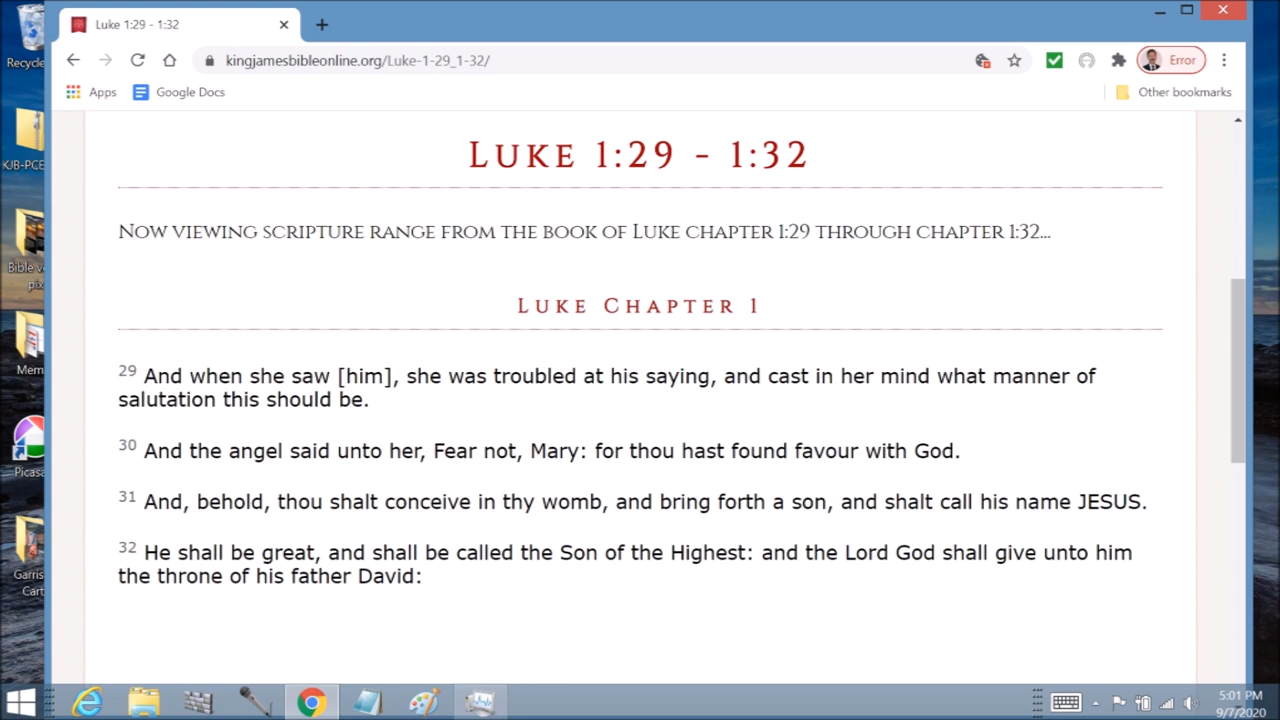 Luke 1:29 - 1:32
kingjamesbibleonline.org/Luke-1-29_1-32/
Error
Apps
Google Docs
Other bookmarks
Recycle
KJB-PCE
Bible v
pix
Mem
Picas
Garris
Cart
LUKE 1:29 - 1:32
NOW VIEWING SCRIPTURE RANGE FROM THE BOOK OF LUKE CHAPTER 1:29 THROUGH CHAPTER 1:32...
LUKE CHAPTER 1
29 And when she saw [him], she was troubled at his saying, and cast in her mind what manner of
salutation this should be.
30 And the angel said unto her, Fear not, Mary: for thou hast found favour with God.
31 And, behold, thou shalt conceive in thy womb, and bring forth a son, and shalt call his name JESUS.
32 He shall be great, and shall be called the Son of the Highest: and the Lord God shall give unto him
the throne of his father David:
5:01 PM
9/7/2020